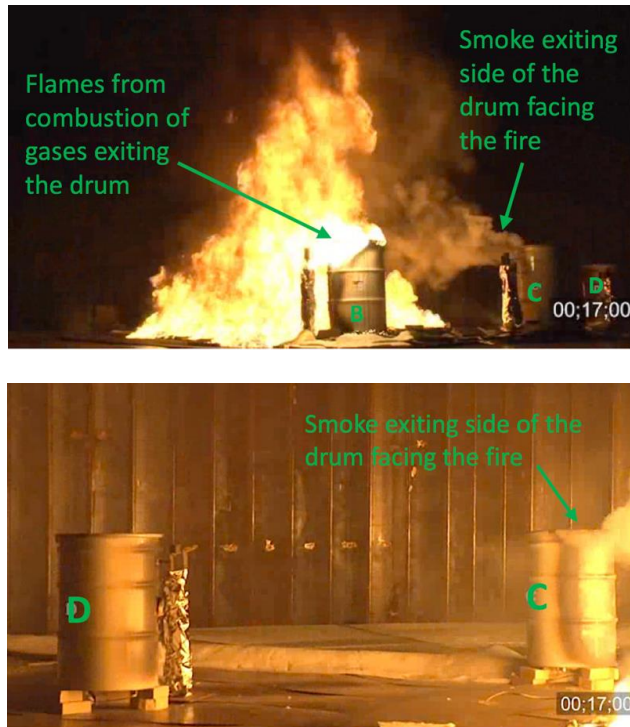 Flames from
combustion of
gases exiting
the drum
Smoke exiting
side of the
drum facing
the fire
B
C
D
00;17;00
Smoke exiting side of the
drum facing the fire
D
C
00;17;00